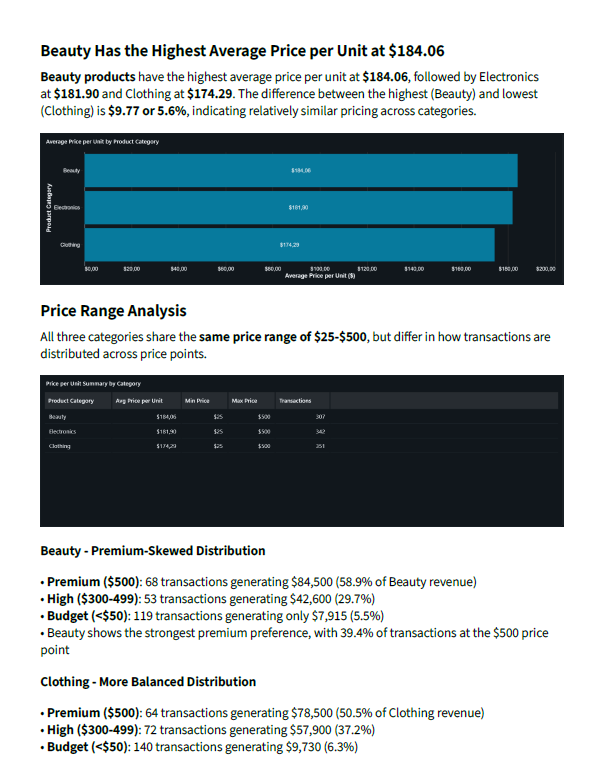 Beauty Has the Highest Average Price per Unit at $184.06
Beauty products have the highest average price per unit at $184.06, followed by Electronics
at $181.90 and Clothing at $174.29. The difference between the highest (Beauty) and lowest
(Clothing) is $9.77 or 5.6%, indicating relatively similar pricing across categories.
Average Price per Unit by Product Category
Product Category
Beauty
$184,06
Electronics
$181,90
Clothing
$174,29
$0,00 $20,00 $40,00 $60,00 $80,00 $100,00 $120,00 $140,00 $160,00 $180,00 $200,00
Average Price per Unit ($)
Price Range Analysis
All three categories share the same price range of $25-$500, but differ in how transactions are
distributed across price points.
Price per Unit Summary by Category
Product Category Avg Price per Unit Min Price Max Price Transactions
Beauty $184,06 $25 $500 307
Electronics $181,90 $25 $500 342
Clothing $174,29 $25 $500 351
Beauty - Premium-Skewed Distribution
• Premium ($500): 68 transactions generating $84,500 (58.9% of Beauty revenue)
• High ($300-499): 53 transactions generating $42,600 (29.7%)
• Budget (<$50): 119 transactions generating only $7,915 (5.5%)
• Beauty shows the strongest premium preference, with 39.4% of transactions at the $500 price
point
Clothing - More Balanced Distribution
• Premium ($500): 64 transactions generating $78,500 (50.5% of Clothing revenue)
• High ($300-499): 72 transactions generating $57,900 (37.2%)
• Budget (<$50): 140 transactions generating $9,730 (6.3%)